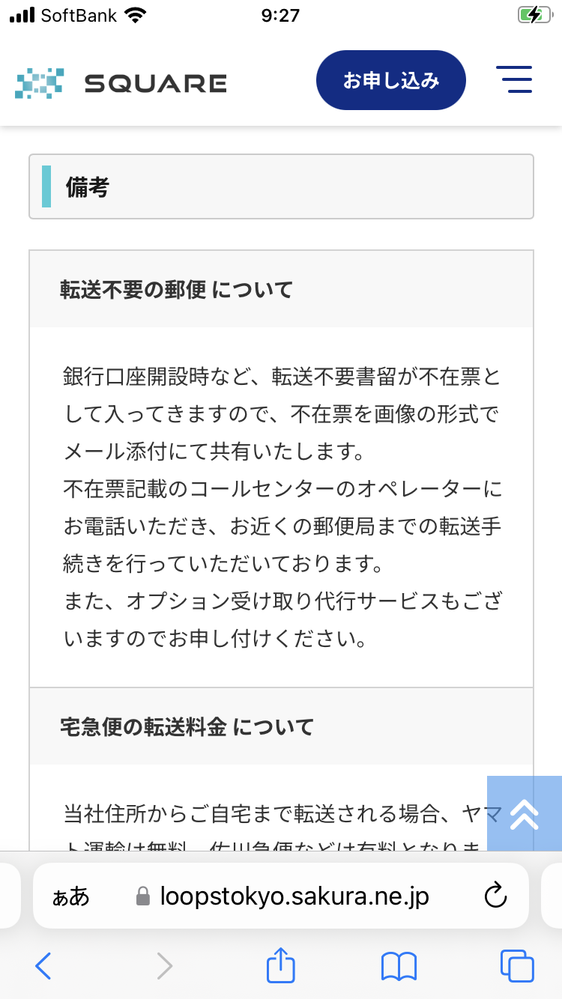 SoftBank 9:27
SQUARE お申し込み
備考
転送不要の郵便 について
銀行口座開設時など、転送不要書留が不在票と
して入ってきますので、不在票を画像の形式で
メール添付にて共有いたします。
不在票記載のコールセンターのオペレーターに
お電話いただき、お近くの郵便局までの転送手
続きを行っていただいております。
また、オプション受け取り代行サービスもござ
いますのでお申し付けください。
宅急便の転送料金 について
当社住所からご自宅まで転送される場合、ヤマ
ト運輸は無料、佐川急便などは有料となりま
ぁあ loopstokyo.sakura.ne.jp